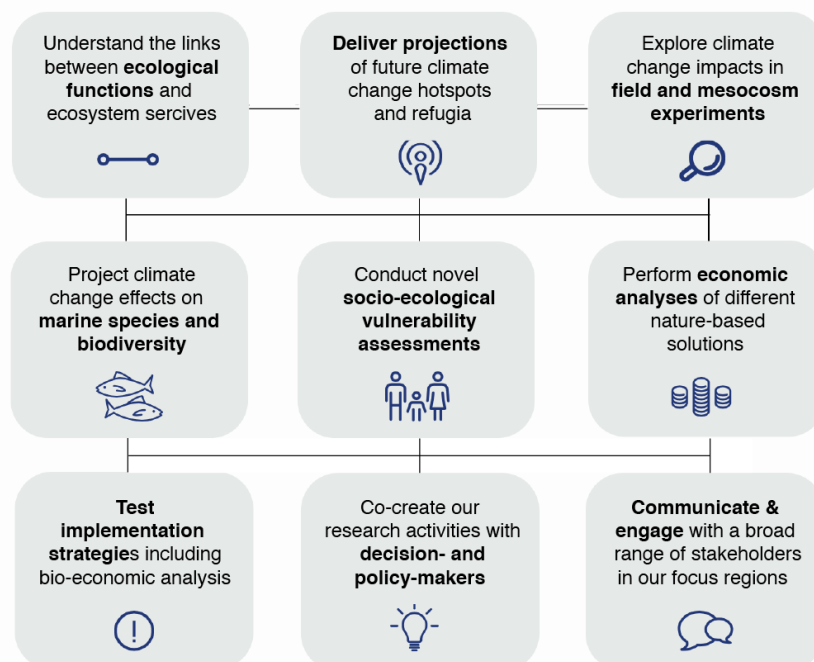 Understand the links
between ecological
functions and
ecosystem sercives
Deliver projections
of future climate
change hotspots
and refugia
Explore climate
change impacts in
field and mesocosm
experiments
Project climate
change effects on
marine species and
biodiversity
Conduct novel
socio-ecological
vulnerability
assessments
Perform economic
analyses of different
nature-based
solutions
Test
implementation
strategies including
bio-economic analysis
Co-create our
research activities with
decision- and
policy-makers
Communicate &
engage with a broad
range of stakeholders
in our focus regions